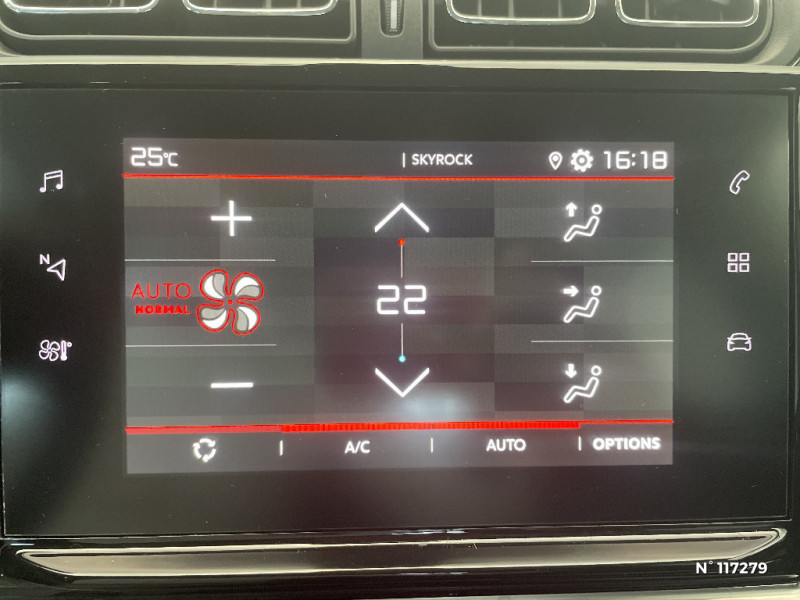 25°C
| SKYROCK
16:18
N
AUTO
NORMAL
22
A/C
AUTO
OPTIONS
N° 117279